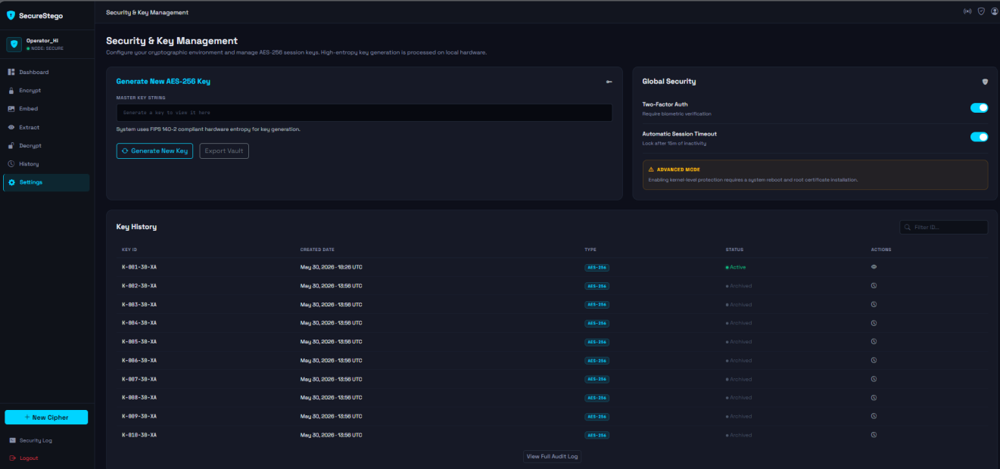 SecureStego
Security & Key Management
Operator_Hi
NODE: SECURE
Dashboard
Encrypt
Embed
Extract
Decrypt
History
Settings
+ New Cipher
Security Log
Logout
Security & Key Management
Configure your cryptographic environment and manage AES-256 session keys. High-entropy key generation is processed on local hardware.
Generate New AES-256 Key
MASTER KEY STRING
Generate a key to view it here
System uses FIPS 140-2 compliant hardware entropy for key generation.
Generate New Key
Export Vault
Global Security
Two-Factor Auth
Require biometric verification
Automatic Session Timeout
Lock after 15m of inactivity
ADVANCED MODE
Enabling kernel-level protection requires a system reboot and root certificate installation.
Key History
Filter ID...
KEY ID CREATED DATE TYPE STATUS ACTIONS
K-001-30-XA May 30, 2026 · 18:26 UTC AES-256 Active
K-002-30-XA May 30, 2026 · 13:56 UTC AES-256 Archived
K-003-30-XA May 30, 2026 · 13:56 UTC AES-256 Archived
K-004-30-XA May 30, 2026 · 13:56 UTC AES-256 Archived
K-005-30-XA May 30, 2026 · 13:56 UTC AES-256 Archived
K-006-30-XA May 30, 2026 · 13:56 UTC AES-256 Archived
K-007-30-XA May 30, 2026 · 13:56 UTC AES-256 Archived
K-008-30-XA May 30, 2026 · 13:56 UTC AES-256 Archived
K-009-30-XA May 30, 2026 · 13:56 UTC AES-256 Archived
K-010-30-XA May 30, 2026 · 13:56 UTC AES-256 Archived
View Full Audit Log